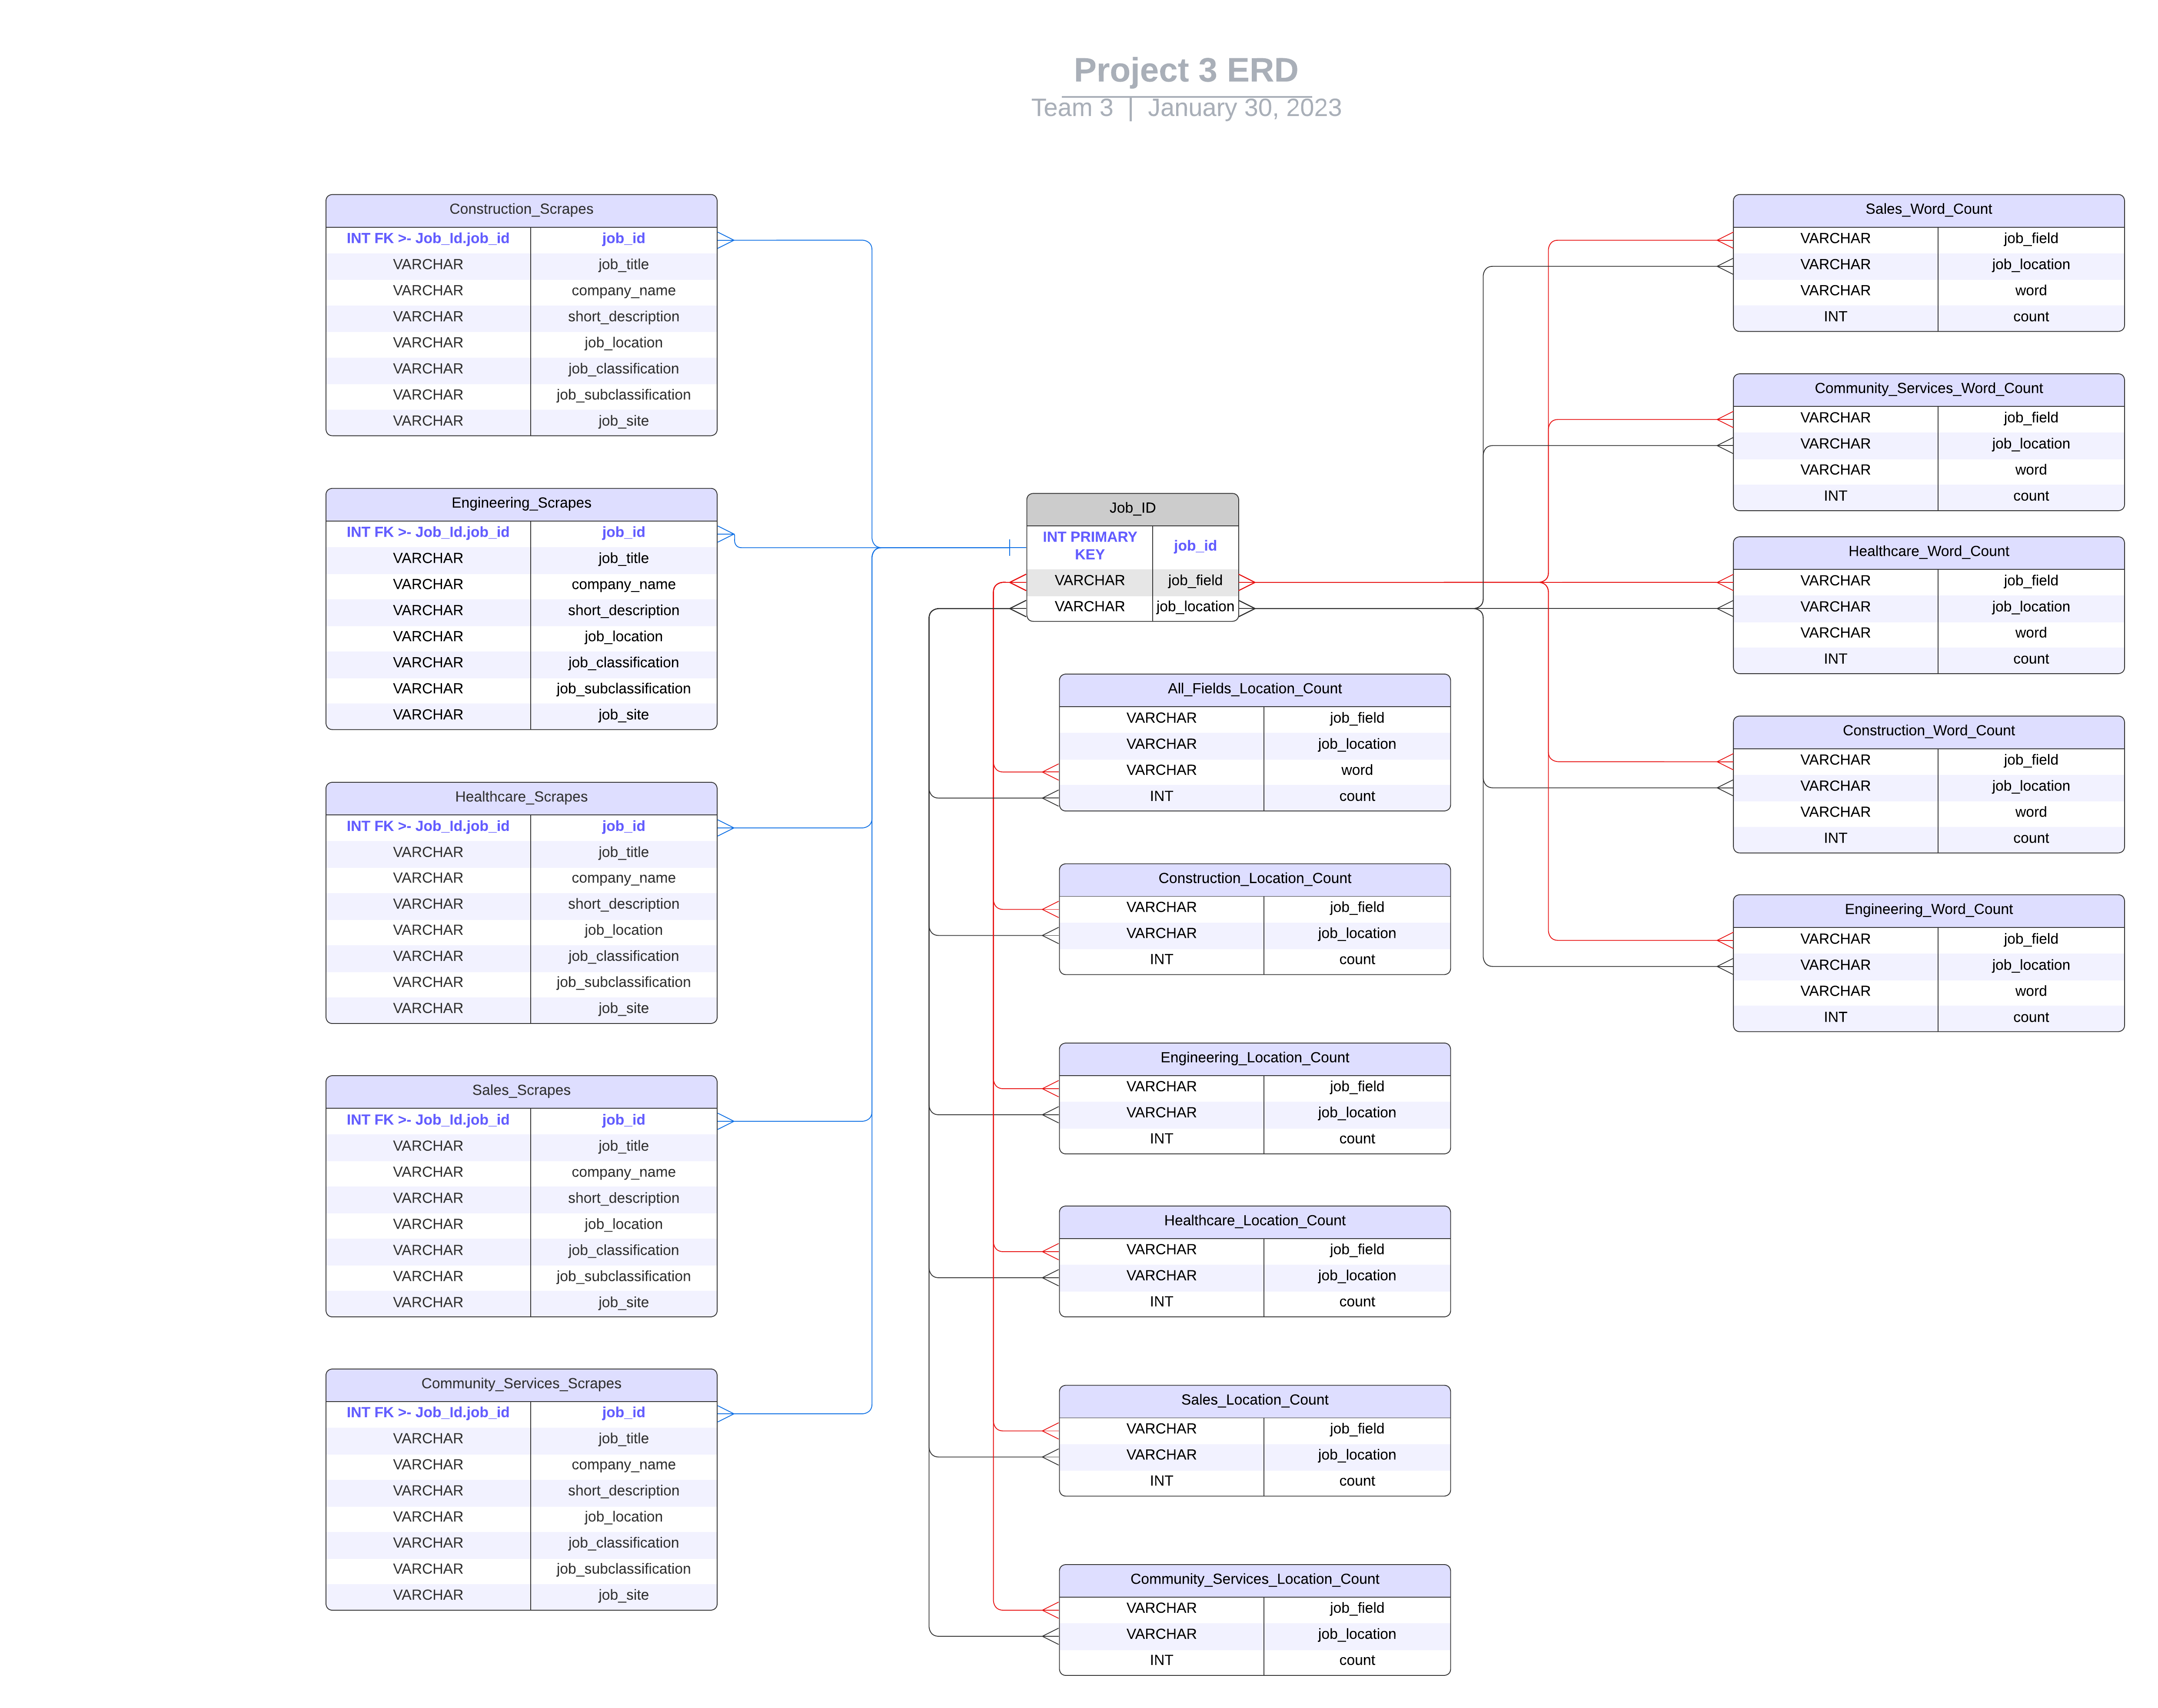 Project 3 ERD
Team 3 | January 30, 2023
Construction_Scrapes
INT FK >- Job_Id.job_id job_id
VARCHAR job_title
VARCHAR company_name
VARCHAR short_description
VARCHAR job_location
VARCHAR job_classification
VARCHAR job_subclassification
VARCHAR job_site
Engineering_Scrapes
INT FK >- Job_Id.job_id job_id
VARCHAR job_title
VARCHAR company_name
VARCHAR short_description
VARCHAR job_location
VARCHAR job_classification
VARCHAR job_subclassification
VARCHAR job_site
Healthcare_Scrapes
INT FK >- Job_Id.job_id job_id
VARCHAR job_title
VARCHAR company_name
VARCHAR short_description
VARCHAR job_location
VARCHAR job_classification
VARCHAR job_subclassification
VARCHAR job_site
Sales_Scrapes
INT FK >- Job_Id.job_id job_id
VARCHAR job_title
VARCHAR company_name
VARCHAR short_description
VARCHAR job_location
VARCHAR job_classification
VARCHAR job_subclassification
VARCHAR job_site
Community_Services_Scrapes
INT FK >- Job_Id.job_id job_id
VARCHAR job_title
VARCHAR company_name
VARCHAR short_description
VARCHAR job_location
VARCHAR job_classification
VARCHAR job_subclassification
VARCHAR job_site
Job_ID
INT PRIMARY
KEY job_id
VARCHAR job_field
VARCHAR job_location
All_Fields_Location_Count
VARCHAR job_field
VARCHAR job_location
VARCHAR word
INT count
Construction_Location_Count
VARCHAR job_field
VARCHAR job_location
INT count
Engineering_Location_Count
VARCHAR job_field
VARCHAR job_location
INT count
Healthcare_Location_Count
VARCHAR job_field
VARCHAR job_location
INT count
Sales_Location_Count
VARCHAR job_field
VARCHAR job_location
INT count
Community_Services_Location_Count
VARCHAR job_field
VARCHAR job_location
INT count
Sales_Word_Count
VARCHAR job_field
VARCHAR job_location
VARCHAR word
INT count
Community_Services_Word_Count
VARCHAR job_field
VARCHAR job_location
VARCHAR word
INT count
Healthcare_Word_Count
VARCHAR job_field
VARCHAR job_location
VARCHAR word
INT count
Construction_Word_Count
VARCHAR job_field
VARCHAR job_location
VARCHAR word
INT count
Engineering_Word_Count
VARCHAR job_field
VARCHAR job_location
VARCHAR word
INT count